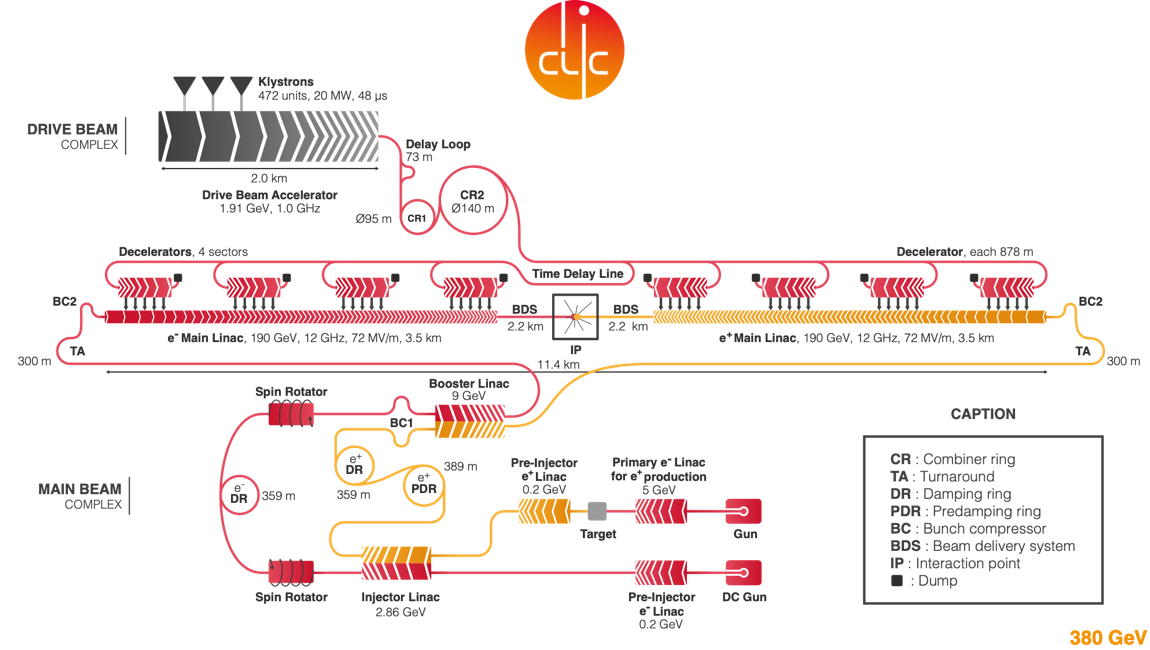 clic
Klystrons
472 units, 20 MW, 48 µs
DRIVE BEAM
COMPLEX
Delay Loop
73 m
2.0 km
Drive Beam Accelerator
1.91 GeV, 1.0 GHz
CR2
Ø140 m
Ø95 m
CR1
Decelerators, 4 sectors
Decelerator, each 878 m
Time Delay Line
BC2
BDS
BDS
BC2
2.2 km
2.2 km
e- Main Linac, 190 GeV, 12 GHz, 72 MV/m, 3.5 km
e+ Main Linac, 190 GeV, 12 GHz, 72 MV/m, 3.5 km
IP
TA
TA
300 m
11.4 km
300 m
Booster Linac
9 GeV
Spin Rotator
BC1
CAPTION
CR : Combiner ring
TA : Turnaround
DR : Damping ring
PDR : Predamping ring
BC : Bunch compressor
BDS : Beam delivery system
IP : Interaction point
: Dump
e+
DR
359 m
e+
PDR
389 m
Pre-Injector
e+ Linac
0.2 GeV
Primary e- Linac
for e+ production
5 GeV
MAIN BEAM
COMPLEX
e-
DR
359 m
Target
Gun
Spin Rotator
Injector Linac
2.86 GeV
Pre-Injector
e- Linac
0.2 GeV
DC Gun
380 GeV